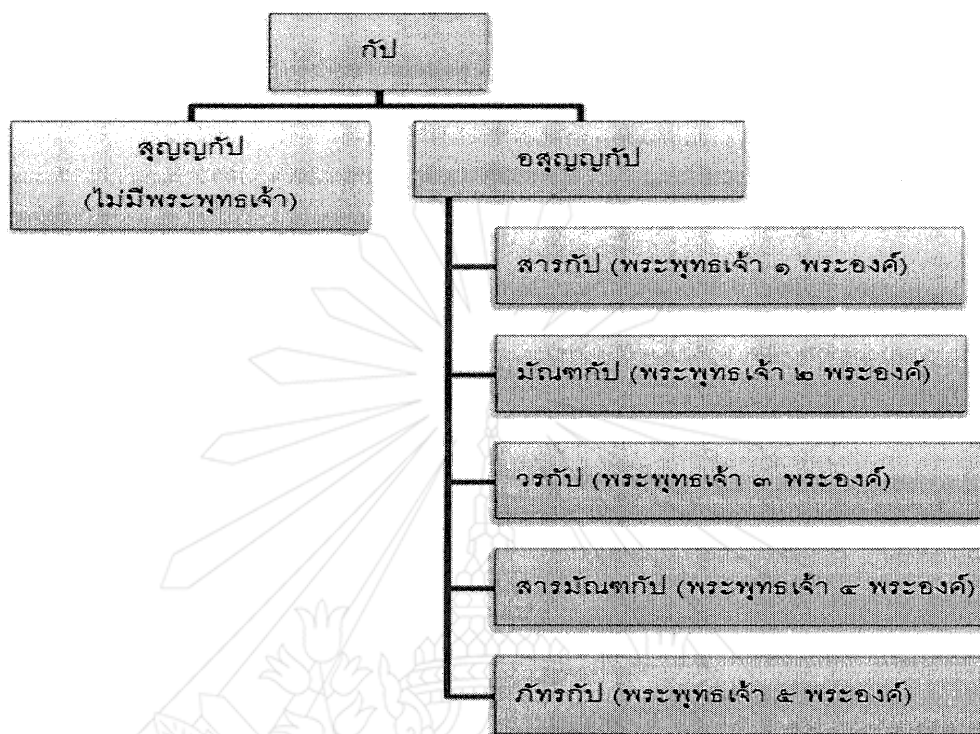 กัป
สุญญกัป
(ไม่มีพระพุทธเจ้า)
อสุญญกัป
สารกัป (พระพุทธเจ้า ๑ พระองค์)
มัณฑกัป (พระพุทธเจ้า ๒ พระองค์)
วรกัป (พระพุทธเจ้า ๓ พระองค์)
สารมัณฑกัป (พระพุทธเจ้า ๔ พระองค์)
ภัทรกัป (พระพุทธเจ้า ๕ พระองค์)